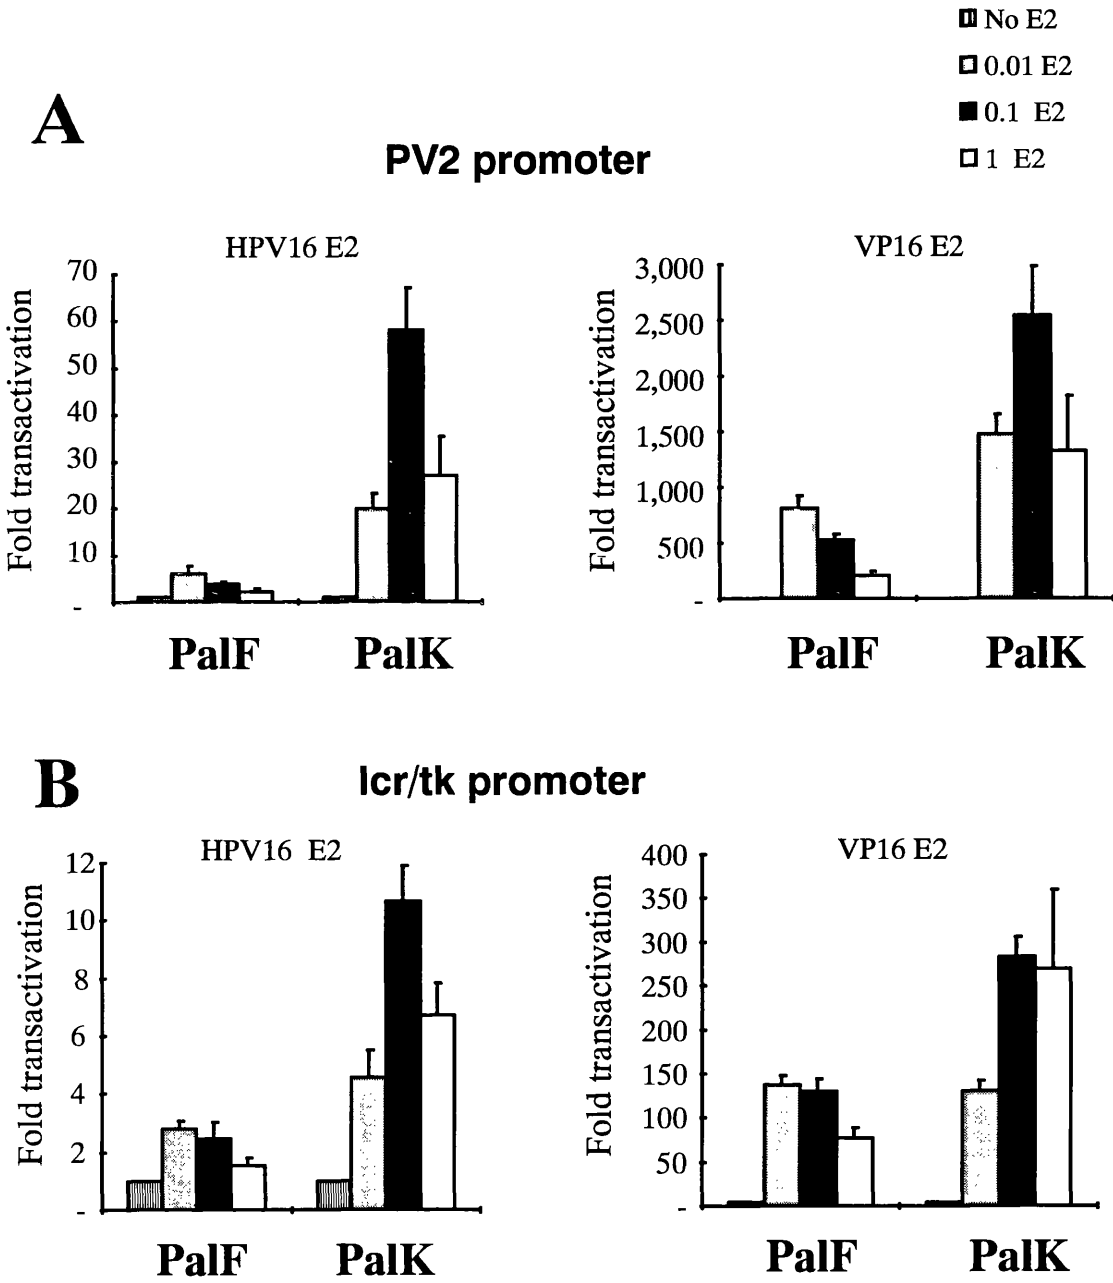 No E2
0.01 E2
0.1 E2
1 E2
A
PV2 promoter
HPV16 E2
Fold transactivation
70
60
50
40
30
20
10
-
PalF PalK
VP16 E2
Fold transactivation
3,000
2,500
2,000
1,500
1,000
500
-
PalF PalK
B
lcr/tk promoter
HPV16 E2
Fold transactivation
12
10
8
6
4
2
-
PalF PalK
VP16 E2
Fold transactivation
400
350
300
250
200
150
100
50
-
PalF PalK